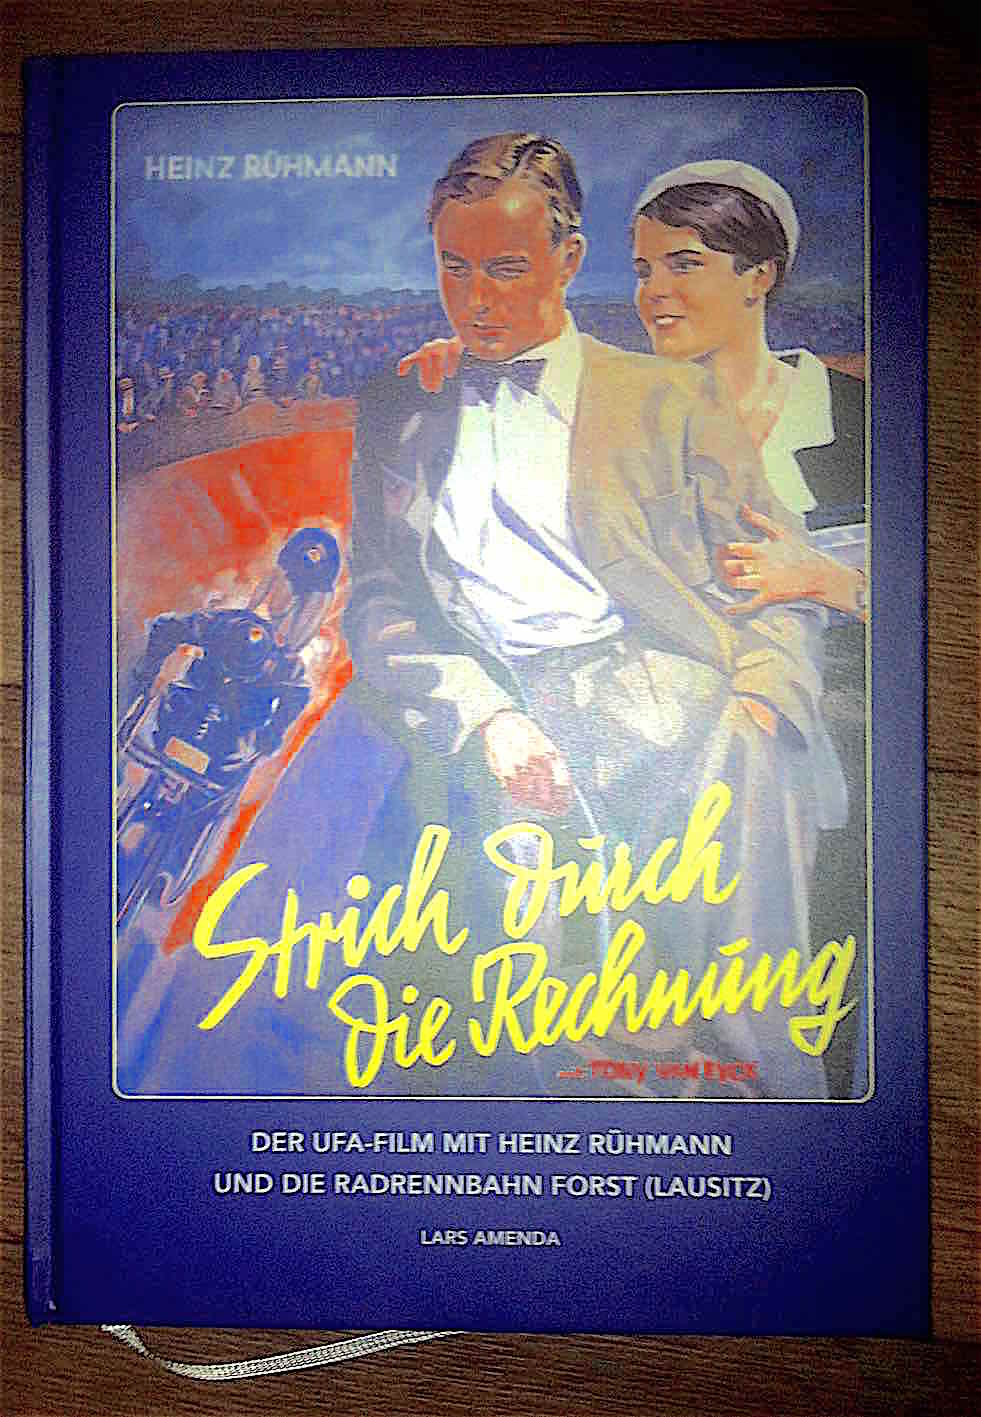 HEINZ RÜHMANN
Strich durch
die Rechnung
TONY VAN EYCK
DER UFA-FILM MIT HEINZ RÜHMANN
UND DIE RADRENNBAHN FORST (LAUSITZ)
LARS AMENDA